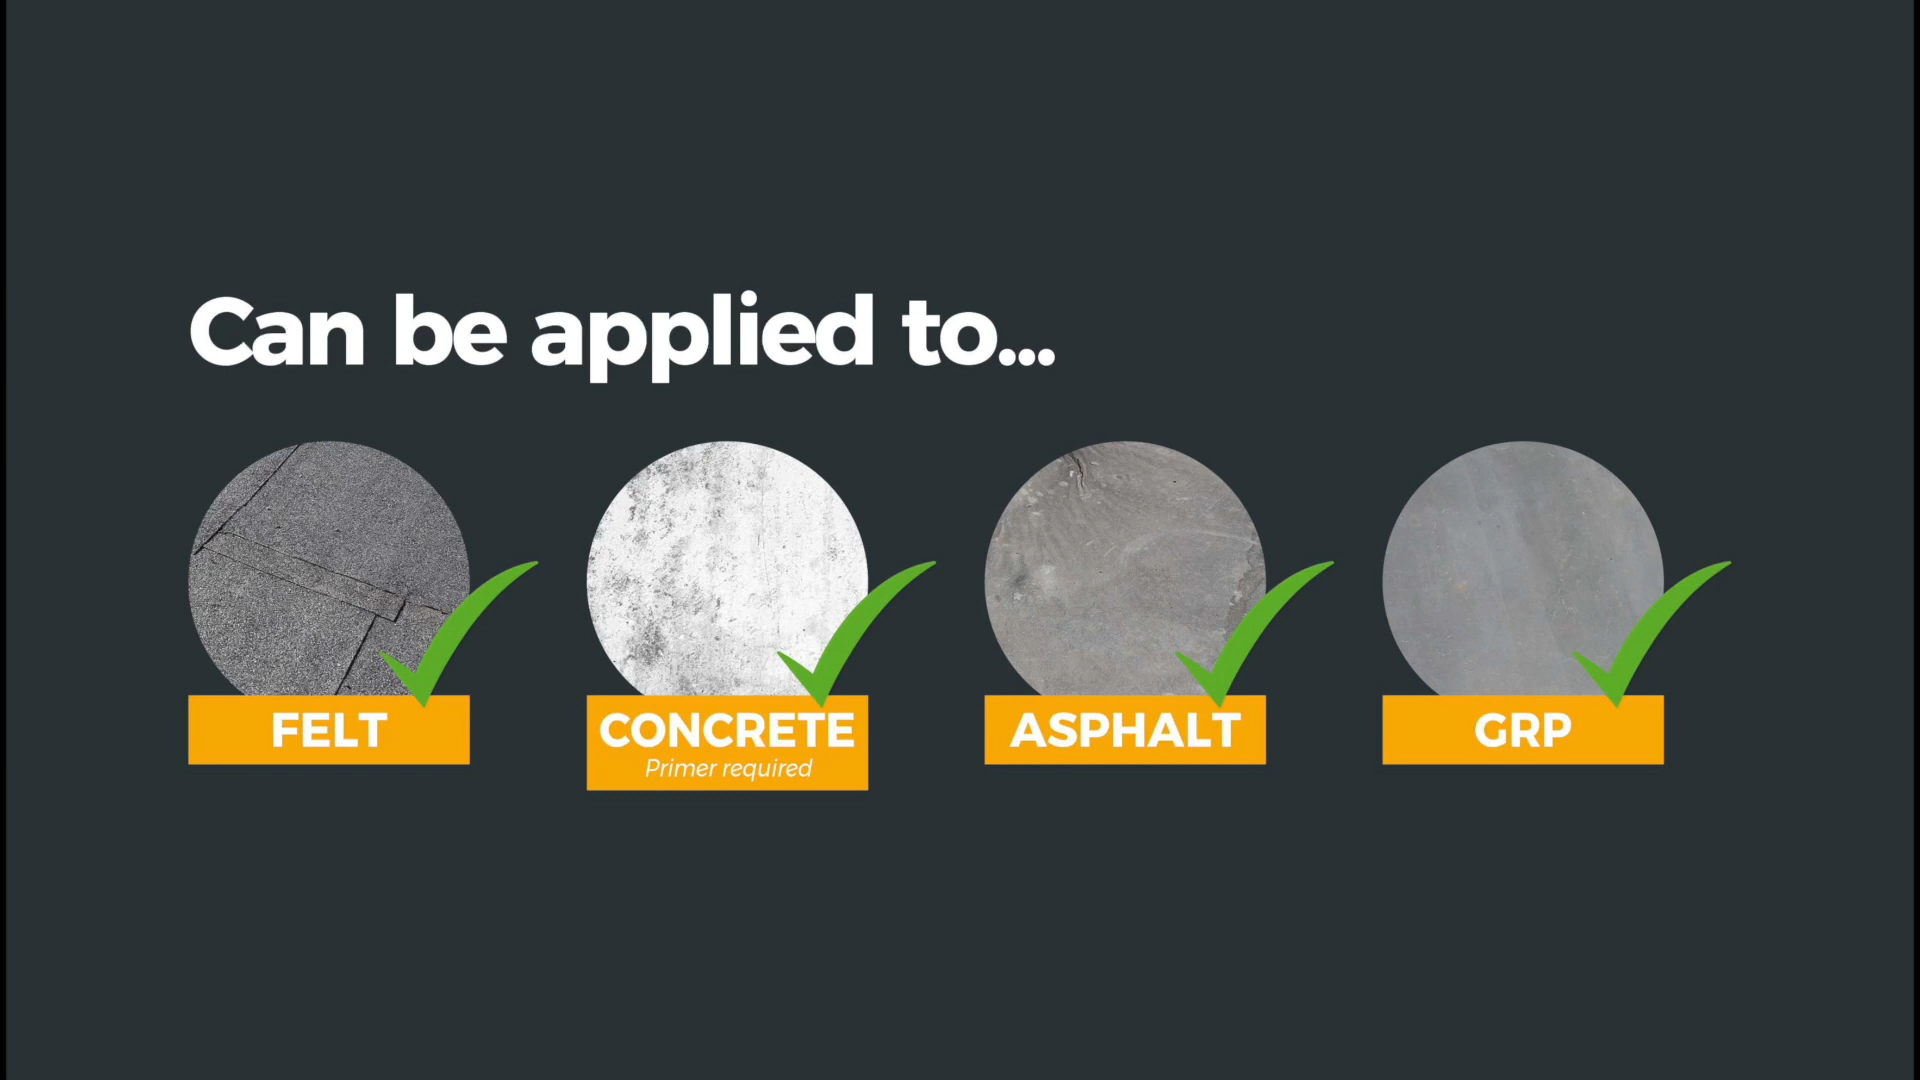 Can be applied to...
FELT
CONCRETE
Primer required
ASPHALT
GRP